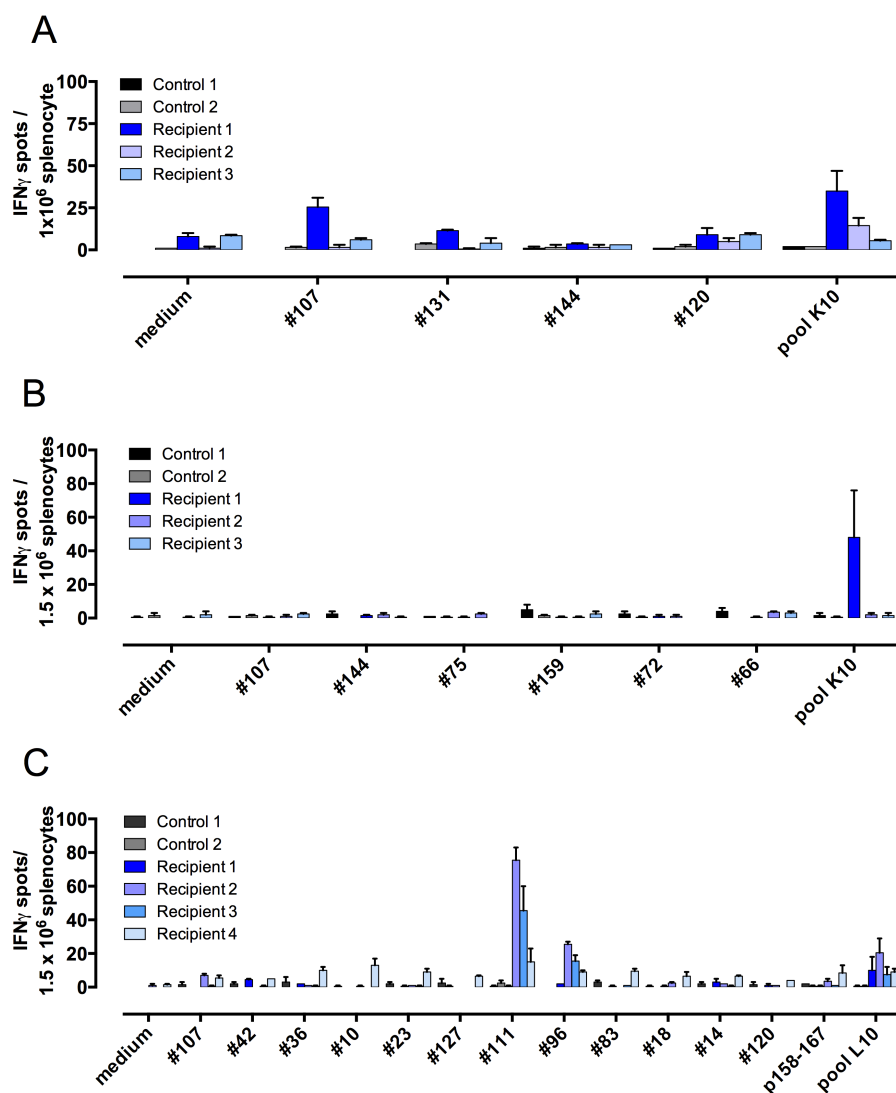 A
IFNγ spots /
1x10⁶ splenocyte
100
75
50
25
0
Control 1
Control 2
Recipient 1
Recipient 2
Recipient 3
medium
#107
#131
#144
#120
pool K10
B
IFNγ spots /
1.5 x 10⁶ splenocytes
100
80
60
40
20
0
Control 1
Control 2
Recipient 1
Recipient 2
Recipient 3
medium
#107
#144
#75
#159
#72
#66
pool K10
C
IFNγ spots/
1.5 x 10⁶ splenocytes
100
80
60
40
20
0
Control 1
Control 2
Recipient 1
Recipient 2
Recipient 3
Recipient 4
medium
#107
#42
#36
#10
#23
#127
#111
#96
#83
#18
#14
#120
p158-167
pool L10